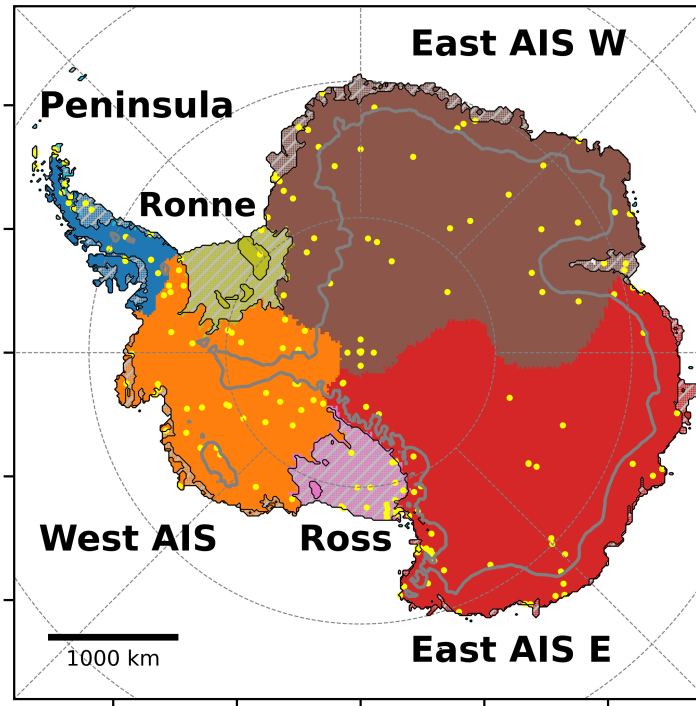 East AIS W
Peninsula
Ronne
West AIS
Ross
East AIS E
1000 km